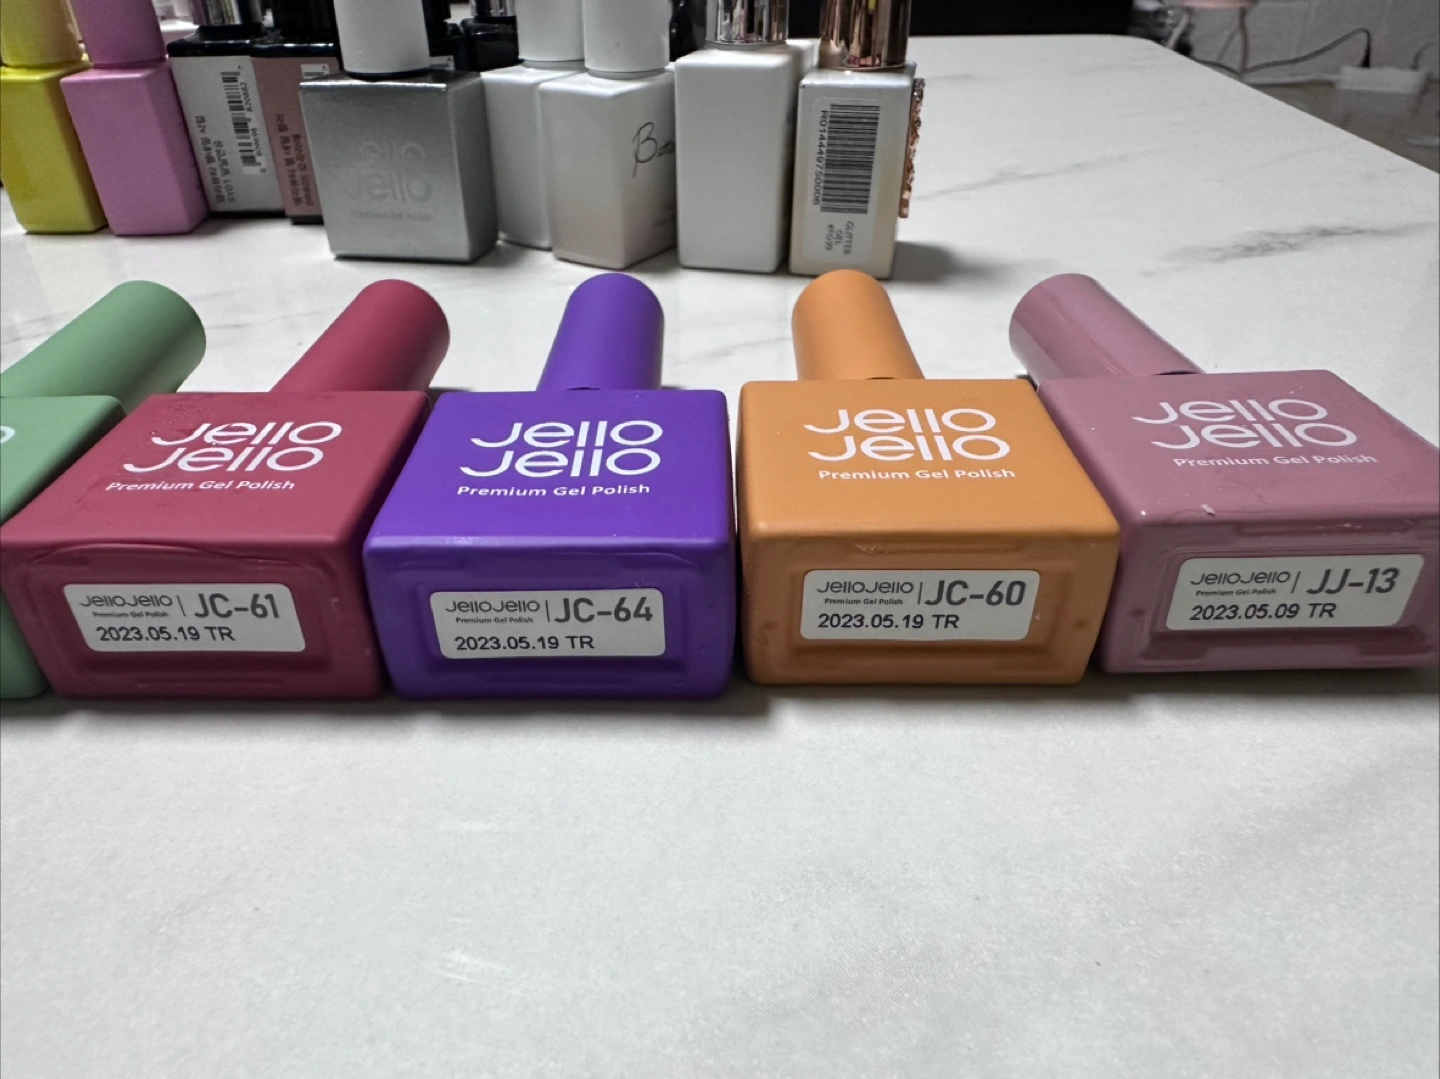 Jello
Jello
Premium Gel Polish
JelloJello | JC-61
Premium Gel Polish
2023.05.19 TR
Jello
Jello
Premium Gel Polish
JelloJello | JC-64
Premium Gel Polish
2023.05.19 TR
Jello
Jello
Premium Gel Polish
JelloJello | JC-60
Premium Gel Polish
2023.05.19 TR
Jello
Jello
Premium Gel Polish
JelloJello | JJ-13
Premium Gel Polish
2023.05.09 TR
GLITTER
GEL